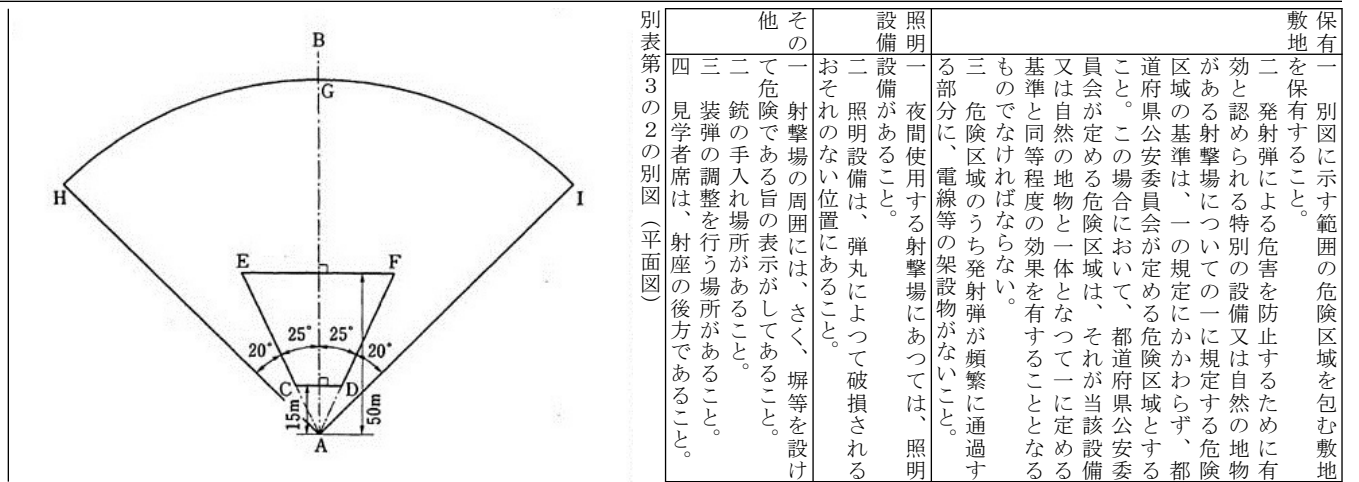 保有
敷地
一　別図に示す範囲の危険区域を包む敷地
を保有すること。
二　発射弾による危害を防止するために有
効と認められる特別の設備又は自然の地物
がある射撃場についての一に規定する危険
区域の基準は、一の規定にかかわらず、都
道府県公安委員会が定める危険区域とする
こと。この場合において、都道府県公安委
員会が定める危険区域は、それが当該設備
又は自然の地物と一体となつて一に定める
基準と同等程度の効果を有することとなる
ものでなければならない。
三　危険区域のうち発射弾が頻繁に通過す
る部分に、電線等の架設物がないこと。
照明
設備
一　夜間使用する射撃場にあつては、照明
設備があること。
二　照明設備は、弾丸によつて破損される
おそれのない位置にあること。
その
他
一　射撃場の周囲には、さく、塀等を設け
て危険である旨の表示がしてあること。
二　銃の手入れ場所があること。
三　装弾の調整を行う場所があること。
四　見学者席は、射座の後方であること。
別表第３の２の別図（平面図）
B
G
H
I
E
F
25°
25°
20°
20°
C
D
15m
50m
A